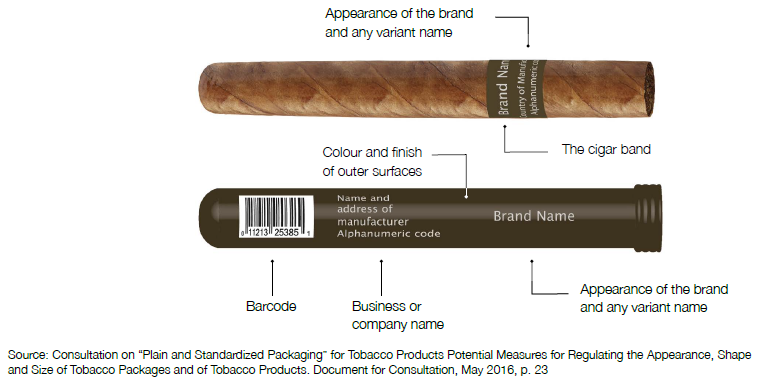 Appearance of the brand
and any variant name
Brand Nan
ountry of Manufe
Alphanumeric co
The cigar band
Colour and finish
of outer surfaces
Name and
address of
manufacturer
Alphanumeric code
Brand Name
0 11213 25385 1
Barcode
Business or
company name
Appearance of the brand
and any variant name
Source: Consultation on “Plain and Standardized Packaging” for Tobacco Products Potential Measures for Regulating the Appearance, Shape
and Size of Tobacco Packages and of Tobacco Products. Document for Consultation, May 2016, p. 23